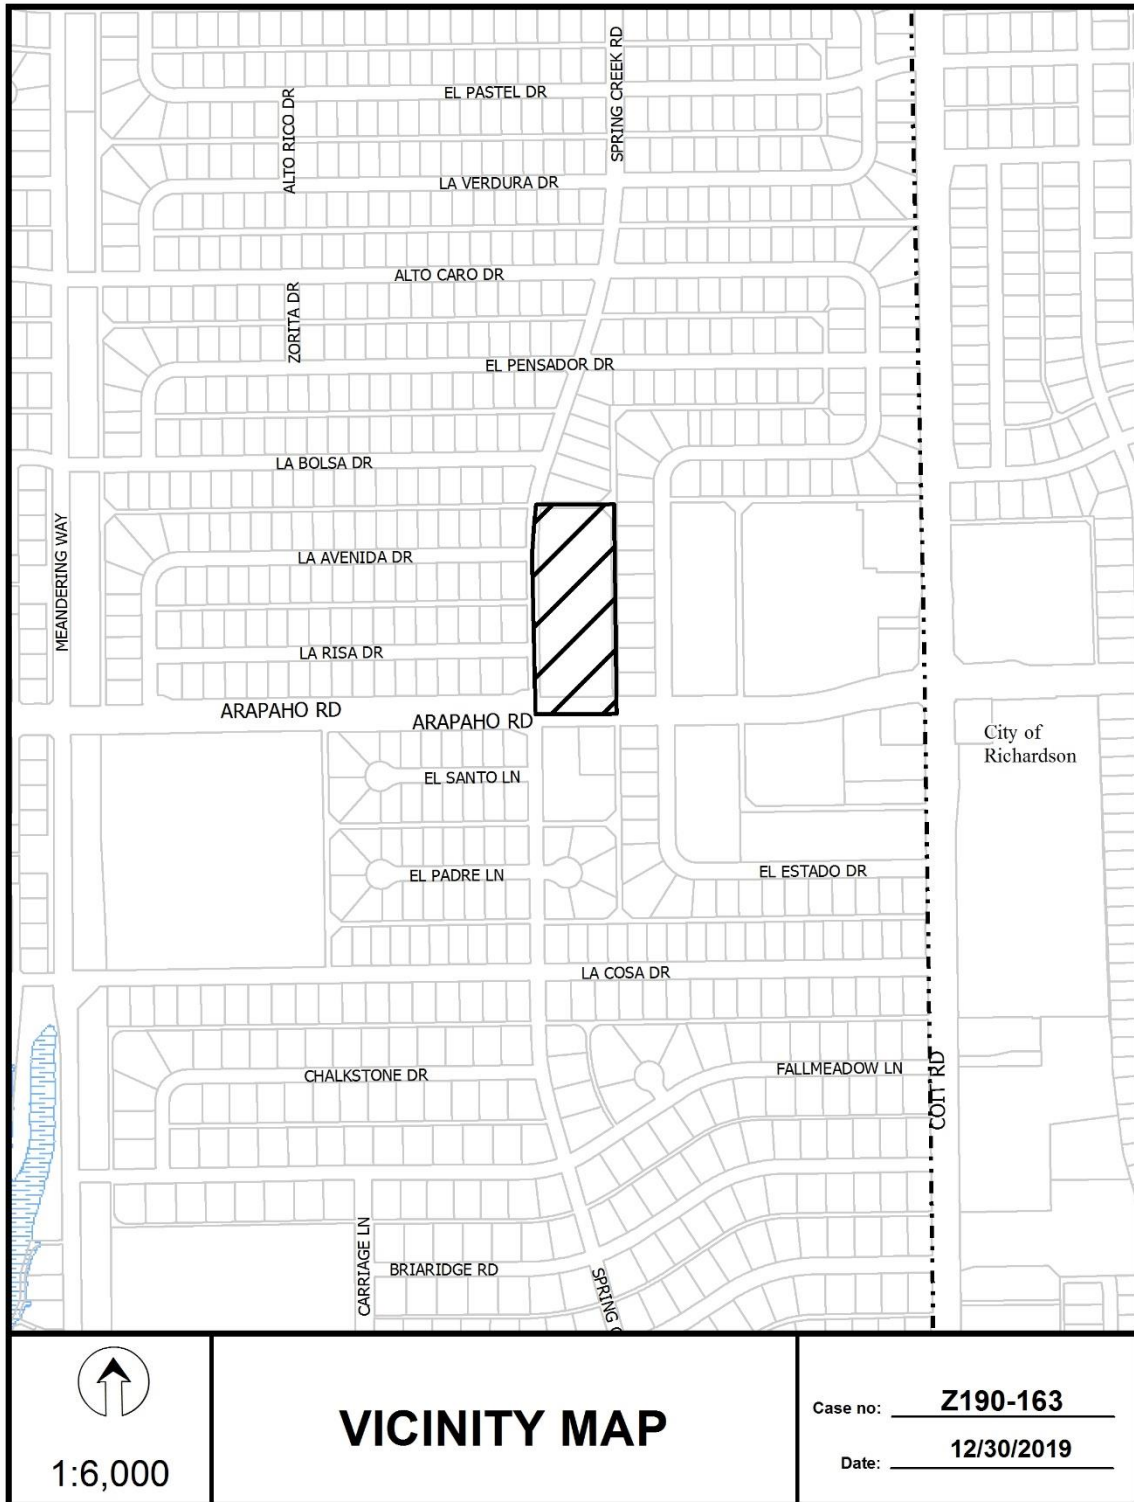 SPRING CREEK RD
EL PASTEL DR
ALTO RICO DR
LA VERDURA DR
ALTO CARO DR
ZORITA DR
EL PENSADOR DR
LA BOLSA DR
MEANDERING WAY
LA AVENIDA DR
LA RISA DR
ARAPAHO RD
ARAPAHO RD
City of
Richardson
EL SANTO LN
EL PADRE LN
EL ESTADO DR
LA COSA DR
CHALKSTONE DR
FALLMEADOW LN
COIT RD
CARRIAGE LN
BRIARIDGE RD
SPRING
1:6,000
VICINITY MAP
Case no: Z190-163
Date: 12/30/2019